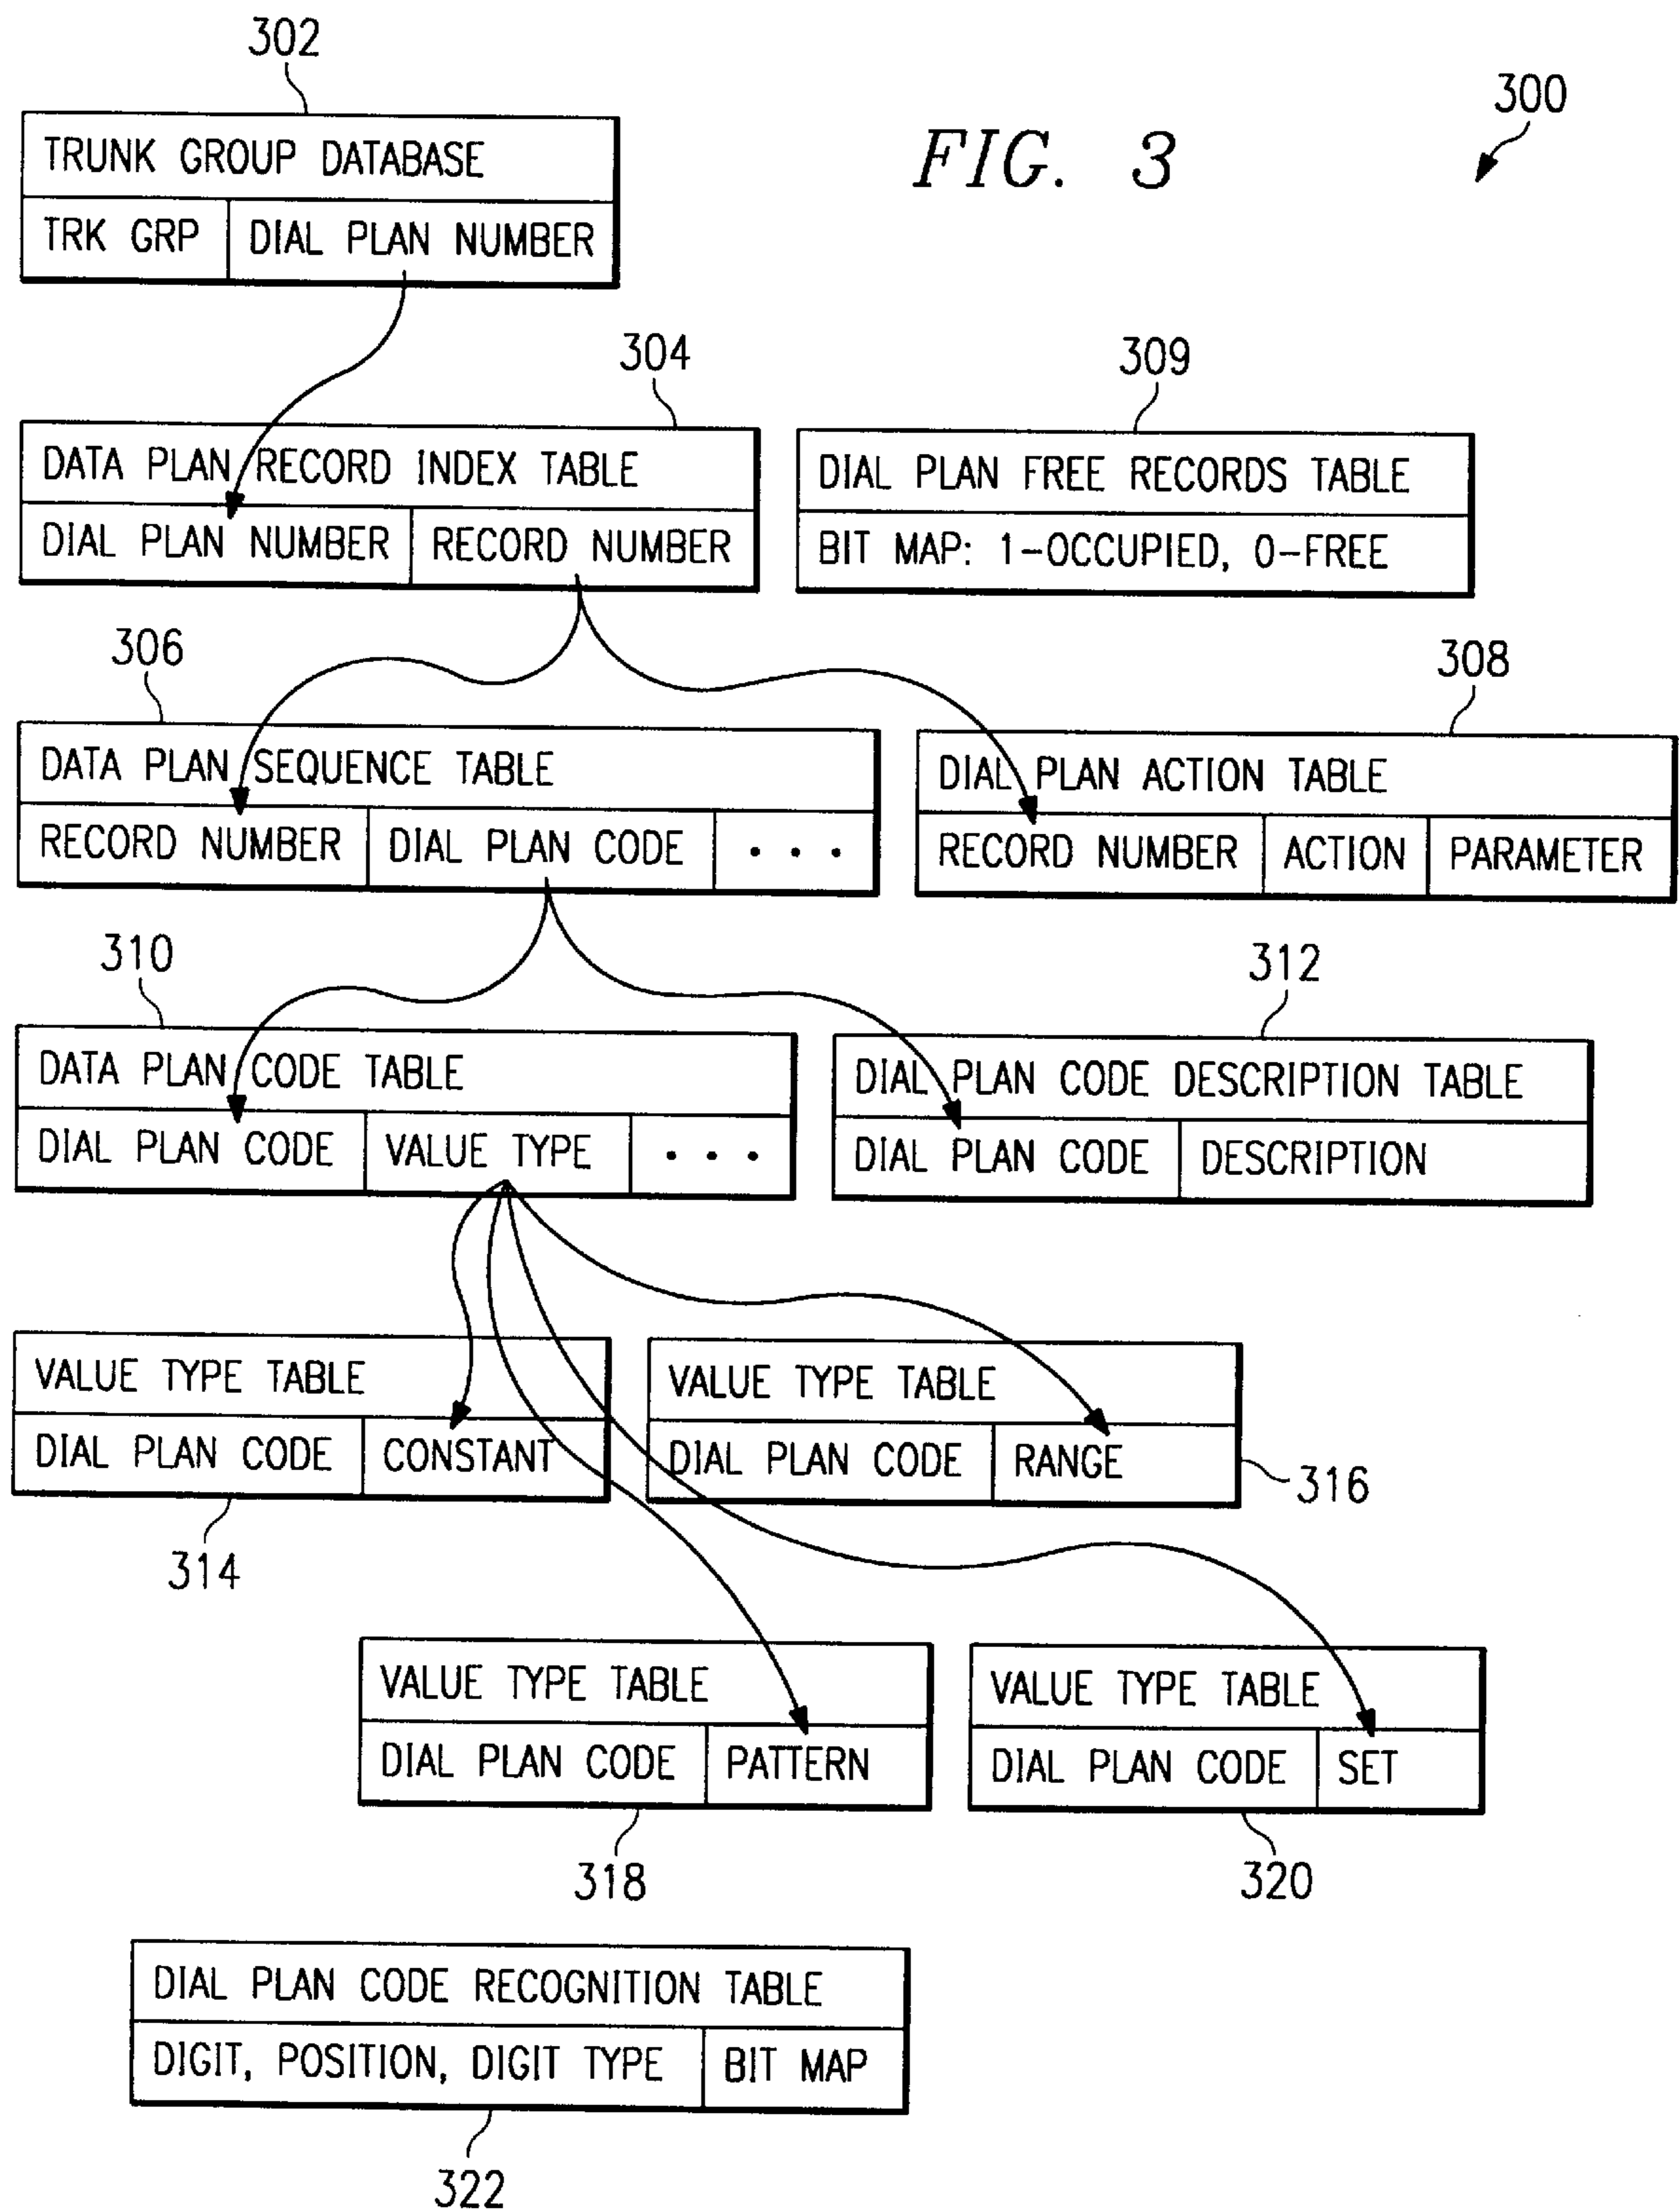 302
300
FIG. 3
TRUNK GROUP DATABASE
TRK GRP DIAL PLAN NUMBER
304
309
DATA PLAN RECORD INDEX TABLE
DIAL PLAN NUMBER RECORD NUMBER
DIAL PLAN FREE RECORDS TABLE
BIT MAP: 1-OCCUPIED, 0-FREE
306
308
DATA PLAN SEQUENCE TABLE
RECORD NUMBER DIAL PLAN CODE • • •
DIAL PLAN ACTION TABLE
RECORD NUMBER ACTION PARAMETER
310
312
DATA PLAN CODE TABLE
DIAL PLAN CODE VALUE TYPE • • •
DIAL PLAN CODE DESCRIPTION TABLE
DIAL PLAN CODE DESCRIPTION
VALUE TYPE TABLE
DIAL PLAN CODE CONSTANT
314
VALUE TYPE TABLE
DIAL PLAN CODE RANGE
316
VALUE TYPE TABLE
DIAL PLAN CODE PATTERN
318
VALUE TYPE TABLE
DIAL PLAN CODE SET
320
DIAL PLAN CODE RECOGNITION TABLE
DIGIT, POSITION, DIGIT TYPE BIT MAP
322